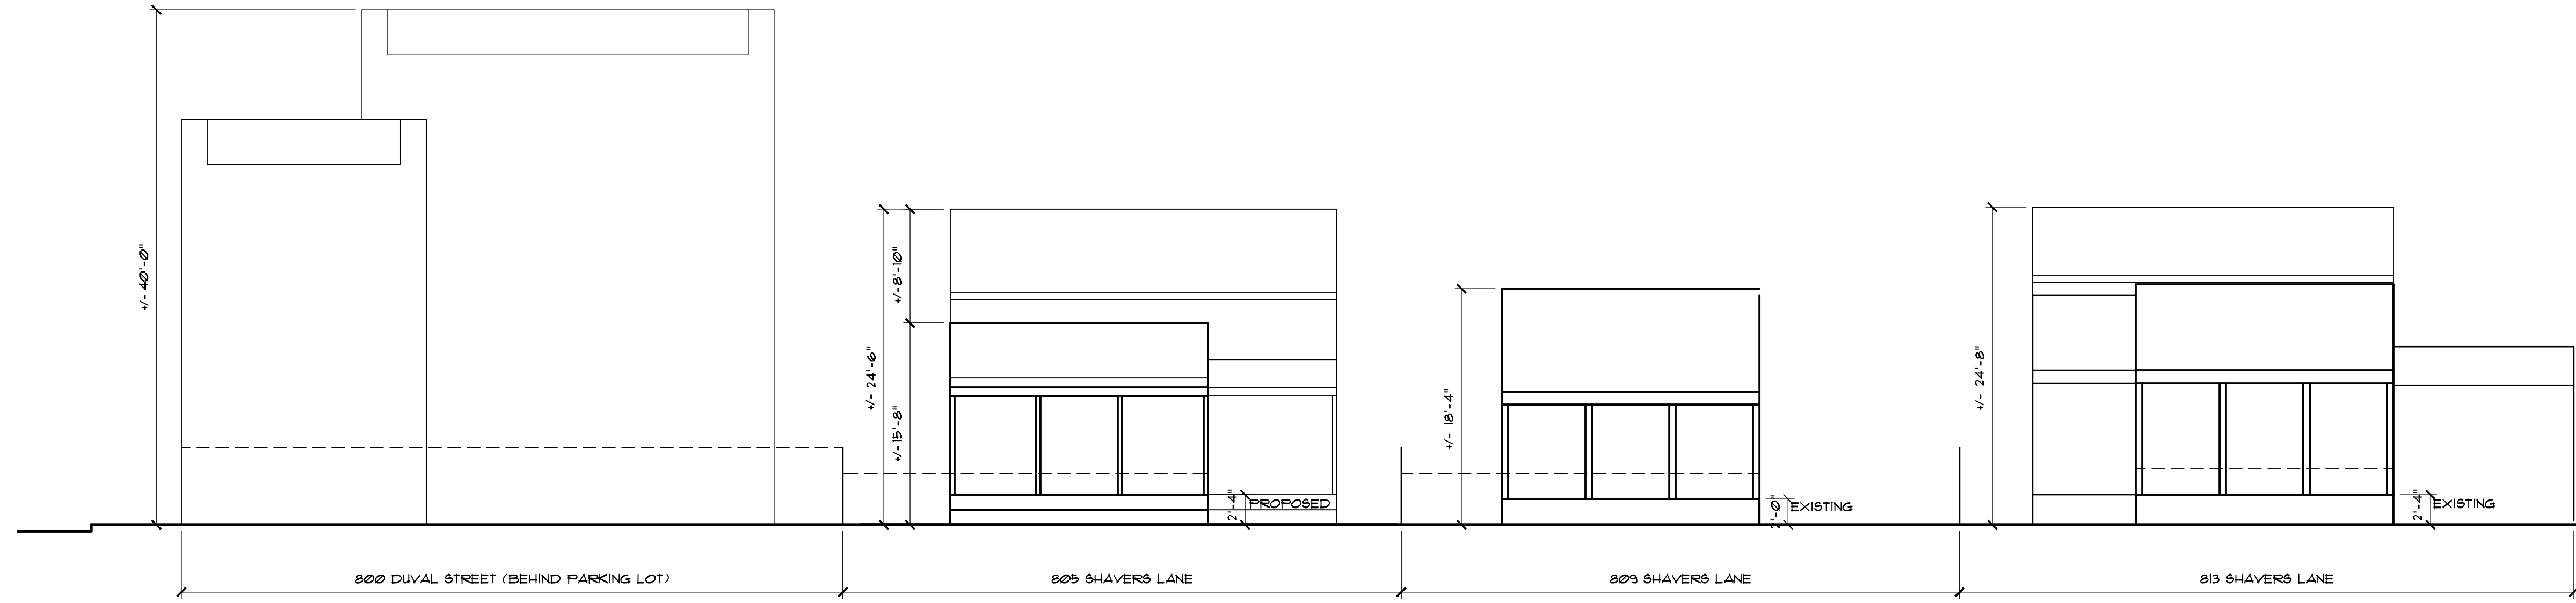 +/- 40'-0"
+/- 24'-6"
+/-8'-10"
+/-15'-8"
2'-4"
PROPOSED
+/- 18'-4"
2'-0"
EXISTING
+/- 24'-8"
2'-4"
EXISTING
800 DUVAL STREET (BEHIND PARKING LOT)
805 SHAVERS LANE
809 SHAVERS LANE
813 SHAVERS LANE